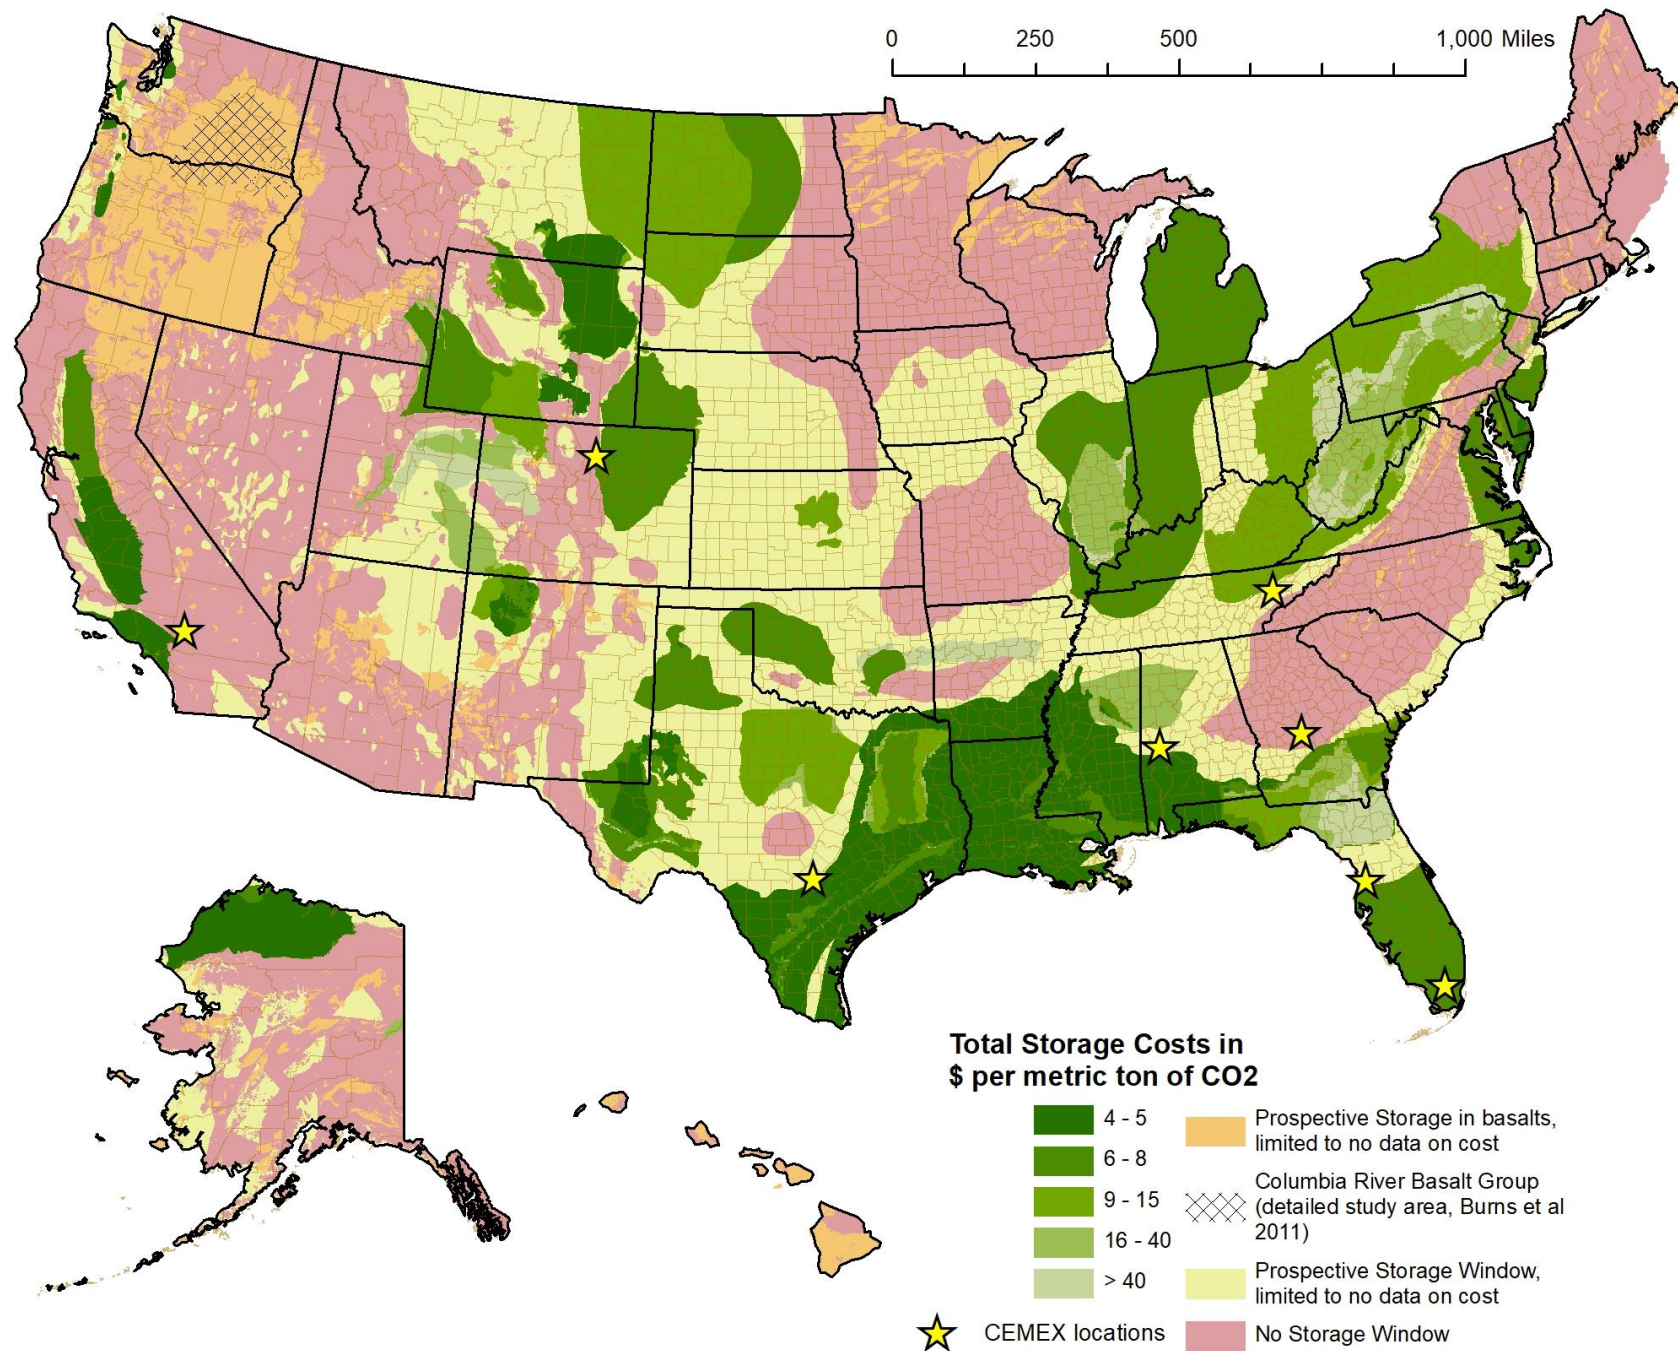 0 250 500 1,000 Miles
Total Storage Costs in
$ per metric ton of CO2
4 - 5
6 - 8
9 - 15
16 - 40
> 40
CEMEX locations
Prospective Storage in basalts,
limited to no data on cost
Columbia River Basalt Group
(detailed study area, Burns et al
2011)
Prospective Storage Window,
limited to no data on cost
No Storage Window